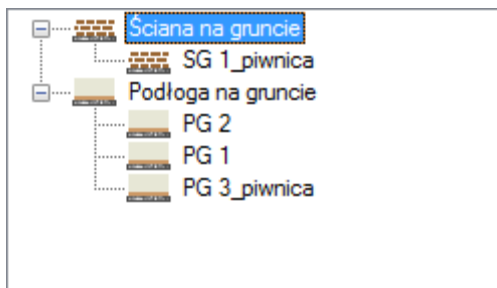 Ściana na gruncie
SG 1_piwnica
Podłoga na gruncie
PG 2
PG 1
PG 3_piwnica